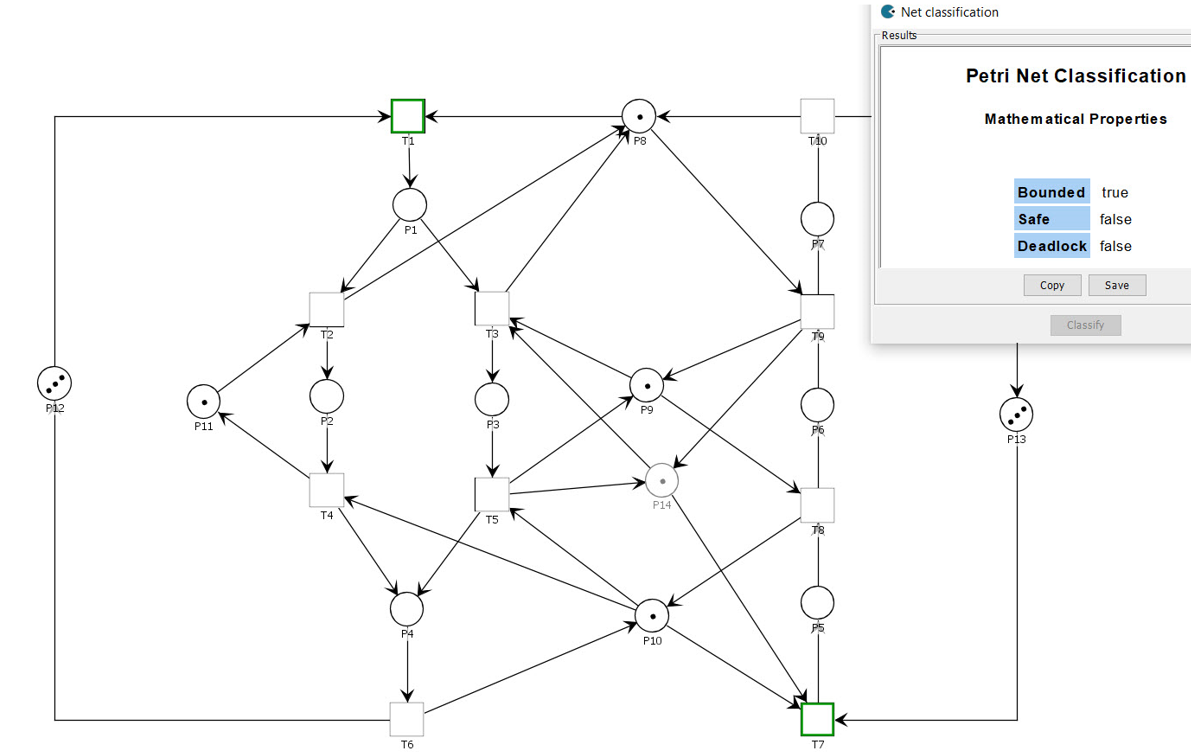 Net classification
Results
Petri Net Classification
Mathematical Properties
Bounded true
Safe false
Deadlock false
Copy Save
Classify
T1
P8
T10
P1
P7
T2
T3
T9
P12
P11
P2
P3
P9
P6
P13
T4
T5
P14
T8
P4
P10
P5
T6
T7